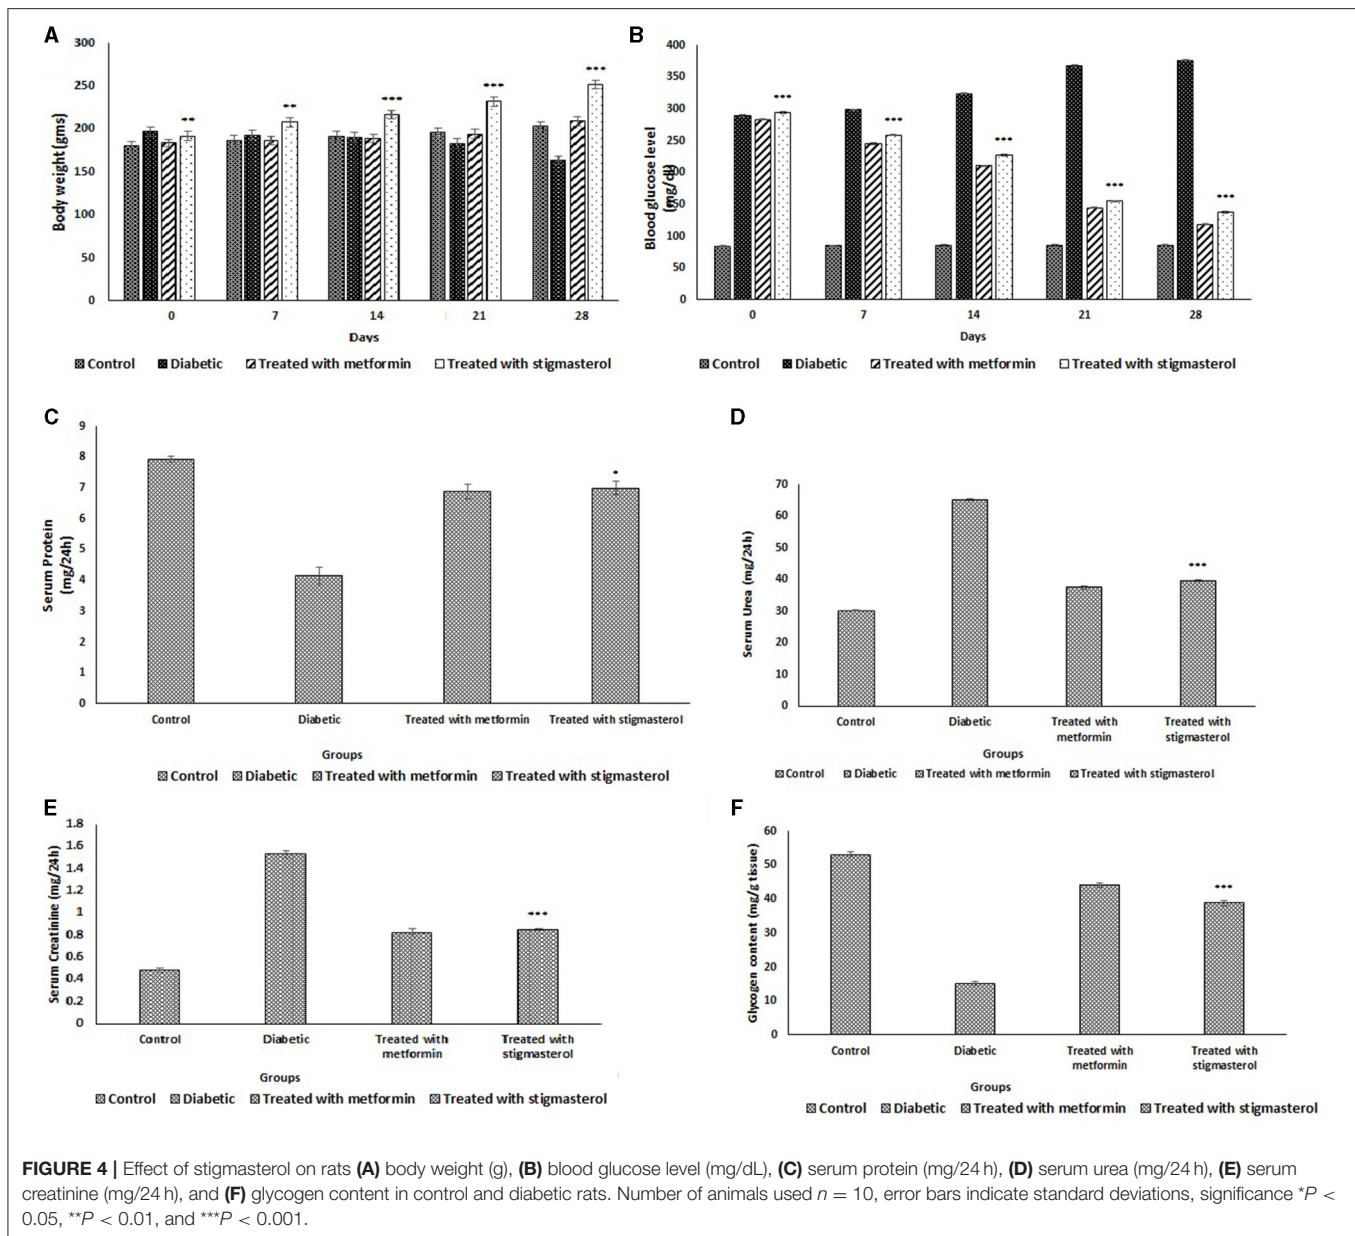 A
Body weight (gms)
300
250
200
150
100
50
0
** ** *** *** ***
0 7 14 21 28
Days
Control Diabetic Treated with metformin Treated with stigmasterol
B
Blood glucose level
(mg/dl)
400
350
300
250
200
150
100
50
0
*** *** *** *** ***
0 7 14 21 28
Days
Control Diabetic Treated with metformin Treated with stigmasterol
C
Serum Protein
(mg/24h)
9
8
7
6
5
4
3
2
1
0
*
Control Diabetic Treated with metformin Treated with stigmasterol
Groups
Control Diabetic Treated with metformin Treated with stigmasterol
D
Serum Urea (mg/24h)
70
60
50
40
30
20
10
0
***
Control Diabetic Treated with Treated with
metformin stigmasterol
Groups
Control Diabetic Treated with metformin Treated with stigmasterol
E
Serum Creatinine (mg/24h)
1.8
1.6
1.4
1.2
1
0.8
0.6
0.4
0.2
0
***
Control Diabetic Treated with Treated with
metformin stigmasterol
Groups
Control Diabetic Treated with metformin Treated with stigmasterol
F
Glycogen content (mg/g tissue)
60
50
40
30
20
10
0
***
Control Diabetic Treated with Treated with
metformin stigmasterol
Groups
Control Diabetic Treated with metformin Treated with stigmasterol
FIGURE 4 | Effect of stigmasterol on rats (A) body weight (g), (B) blood glucose level (mg/dL), (C) serum protein (mg/24 h), (D) serum urea (mg/24 h), (E) serum
creatinine (mg/24 h), and (F) glycogen content in control and diabetic rats. Number of animals used n = 10, error bars indicate standard deviations, significance *P <
0.05, **P < 0.01, and ***P < 0.001.